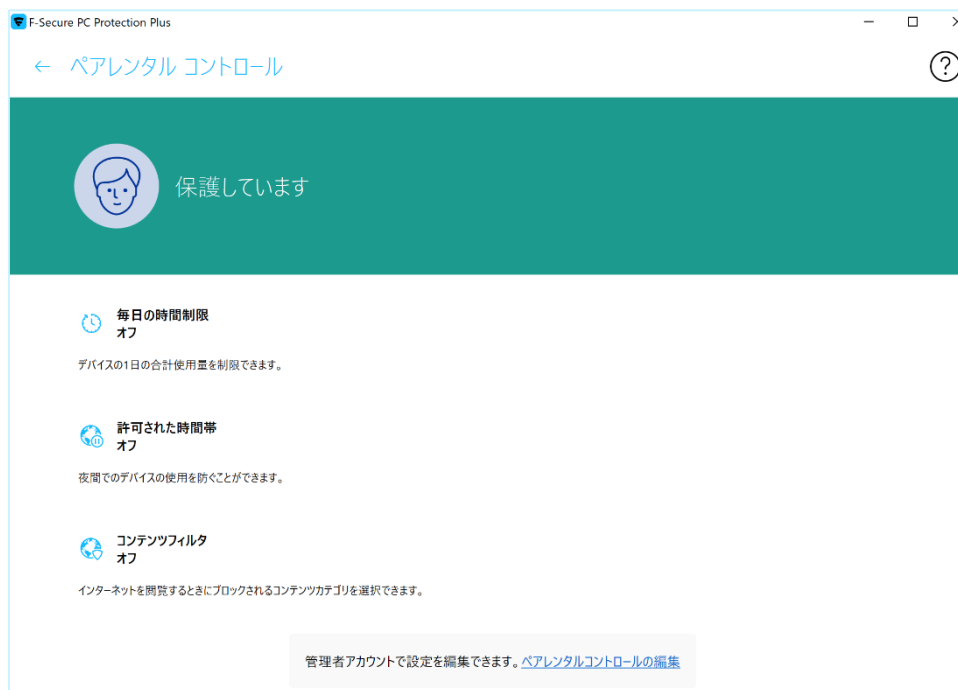 F-Secure PC Protection Plus
← ペアレンタル コントロール
?
保護しています
毎日の時間制限
オフ
デバイスの1日の合計使用量を制限できます。
許可された時間帯
オフ
夜間でのデバイスの使用を防ぐことができます。
コンテンツフィルタ
オフ
インターネットを閲覧するときにブロックされるコンテンツカテゴリを選択できます。
管理者アカウントで設定を編集できます。ペアレンタルコントロールの編集